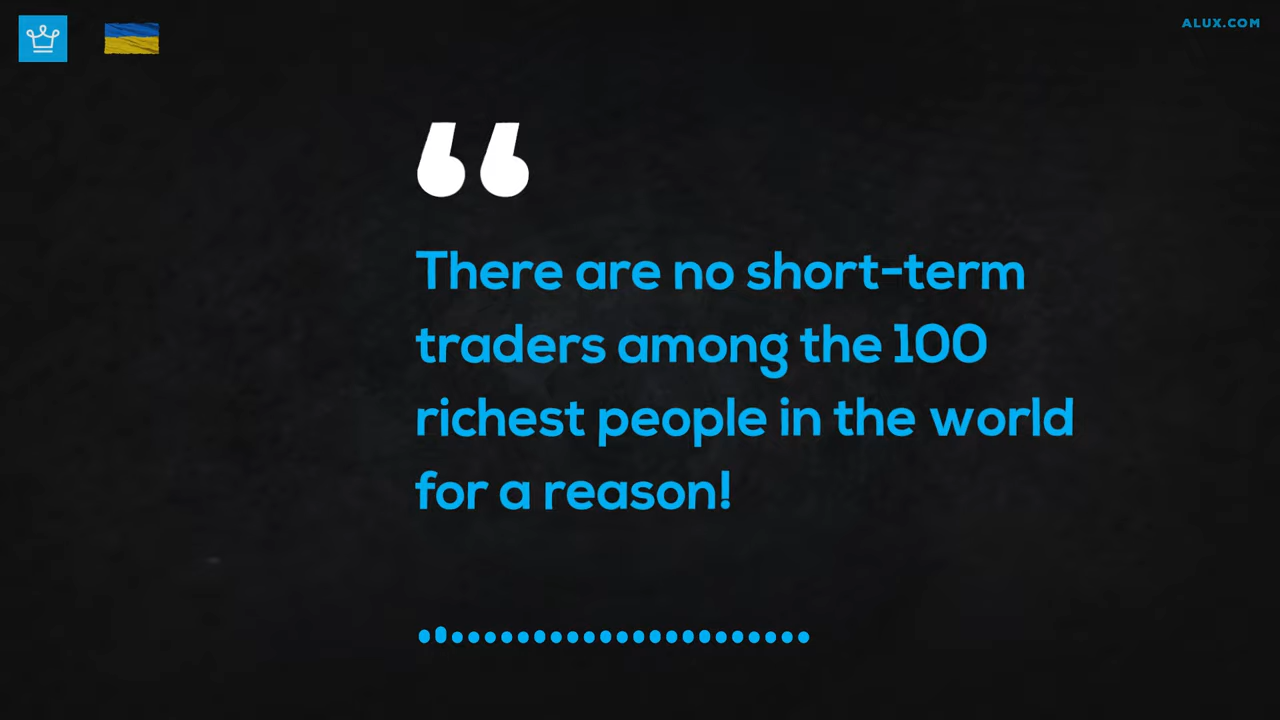 ALUX.COM
“
There are no short-term
traders among the 100
richest people in the world
for a reason!